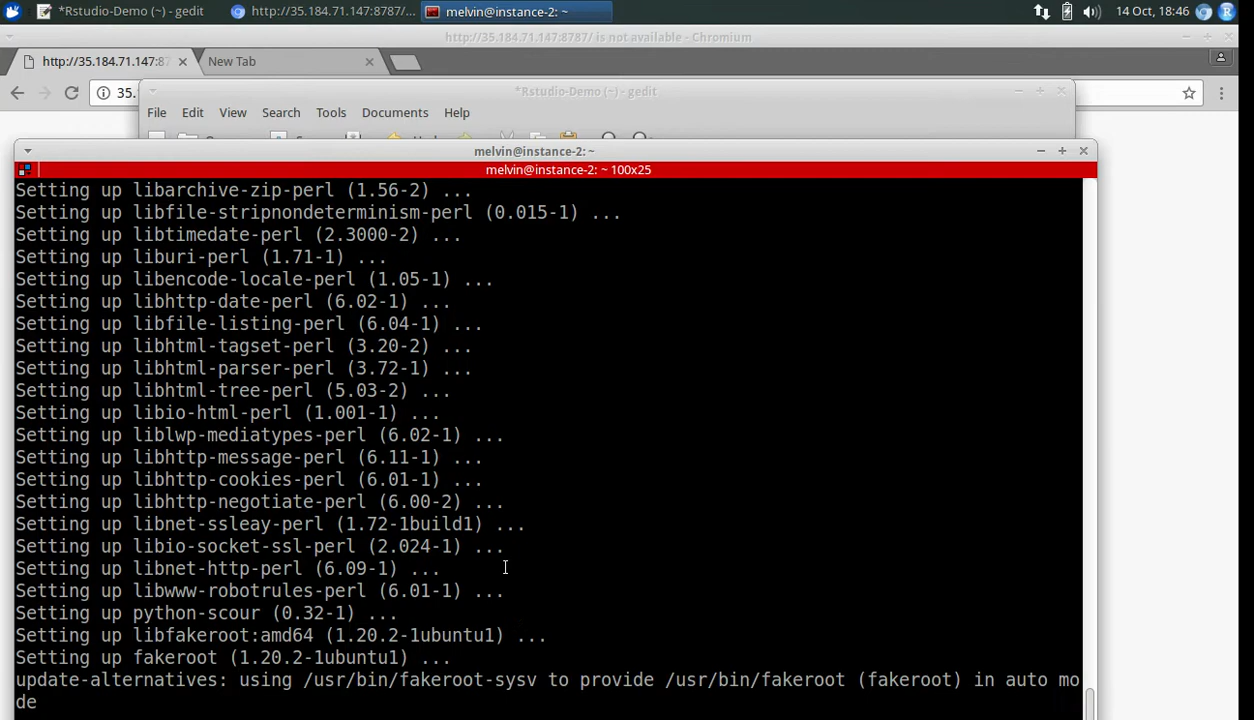 *Rstudio-Demo (~) - gedit
http://35.184.71.147:8787/...
melvin@instance-2: ~
14 Oct, 18:46
http://35.184.71.147:8787/ is not available - Chromium
http://35.184.71.147:87
New Tab
35.
*Rstudio-Demo (~) - gedit
File Edit View Search Tools Documents Help
melvin@instance-2: ~
melvin@instance-2: ~ 100x25
Setting up libarchive-zip-perl (1.56-2) ...
Setting up libfile-stripnondeterminism-perl (0.015-1) ...
Setting up libtimedate-perl (2.3000-2) ...
Setting up liburi-perl (1.71-1) ...
Setting up libencode-locale-perl (1.05-1) ...
Setting up libhttp-date-perl (6.02-1) ...
Setting up libfile-listing-perl (6.04-1) ...
Setting up libhtml-tagset-perl (3.20-2) ...
Setting up libhtml-parser-perl (3.72-1) ...
Setting up libhtml-tree-perl (5.03-2) ...
Setting up libio-html-perl (1.001-1) ...
Setting up liblwp-mediatypes-perl (6.02-1) ...
Setting up libhttp-message-perl (6.11-1) ...
Setting up libhttp-cookies-perl (6.01-1) ...
Setting up libhttp-negotiate-perl (6.00-2) ...
Setting up libnet-ssleay-perl (1.72-1build1) ...
Setting up libio-socket-ssl-perl (2.024-1) ...
Setting up libnet-http-perl (6.09-1) ...
Setting up libwww-robotrules-perl (6.01-1) ...
Setting up python-scour (0.32-1) ...
Setting up libfakeroot:amd64 (1.20.2-1ubuntu1) ...
Setting up fakeroot (1.20.2-1ubuntu1) ...
update-alternatives: using /usr/bin/fakeroot-sysv to provide /usr/bin/fakeroot (fakeroot) in auto mo
de